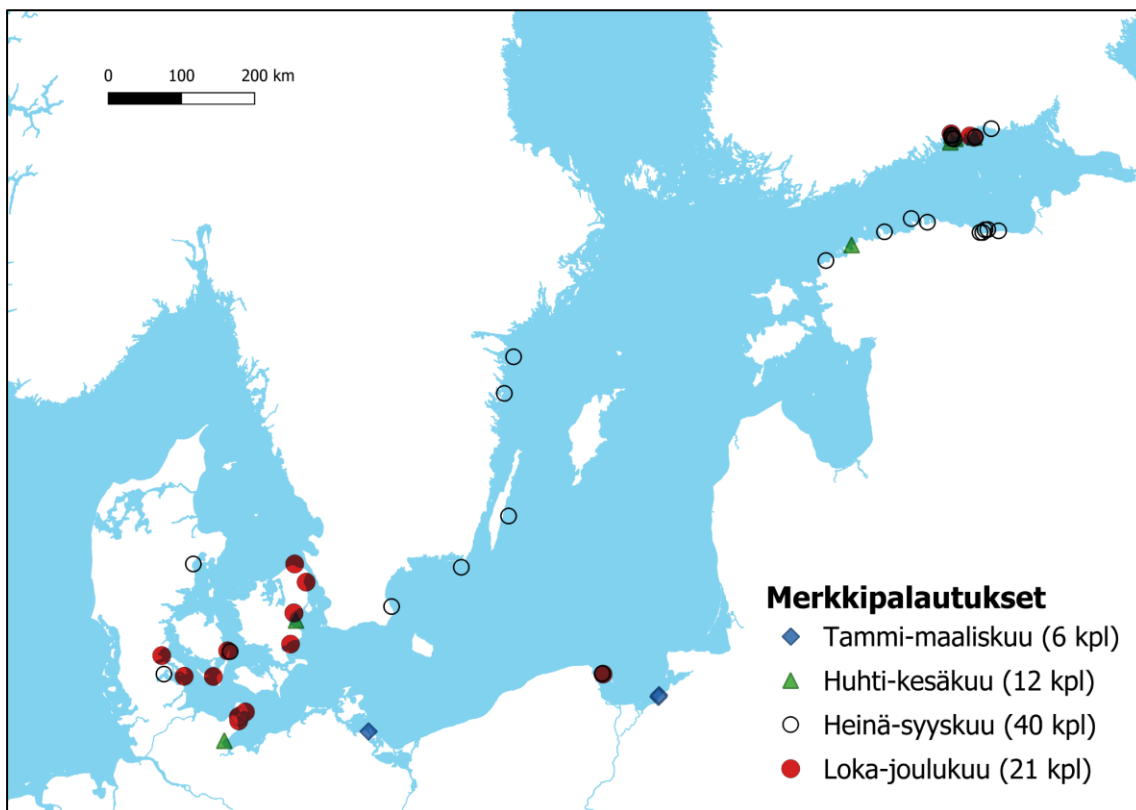 0 100 200 km
Merkkipalautukset
Tammi-maaliskuu (6 kpl)
Huhti-kesäkuu (12 kpl)
Heinä-syyskuu (40 kpl)
Loka-joulukuu (21 kpl)